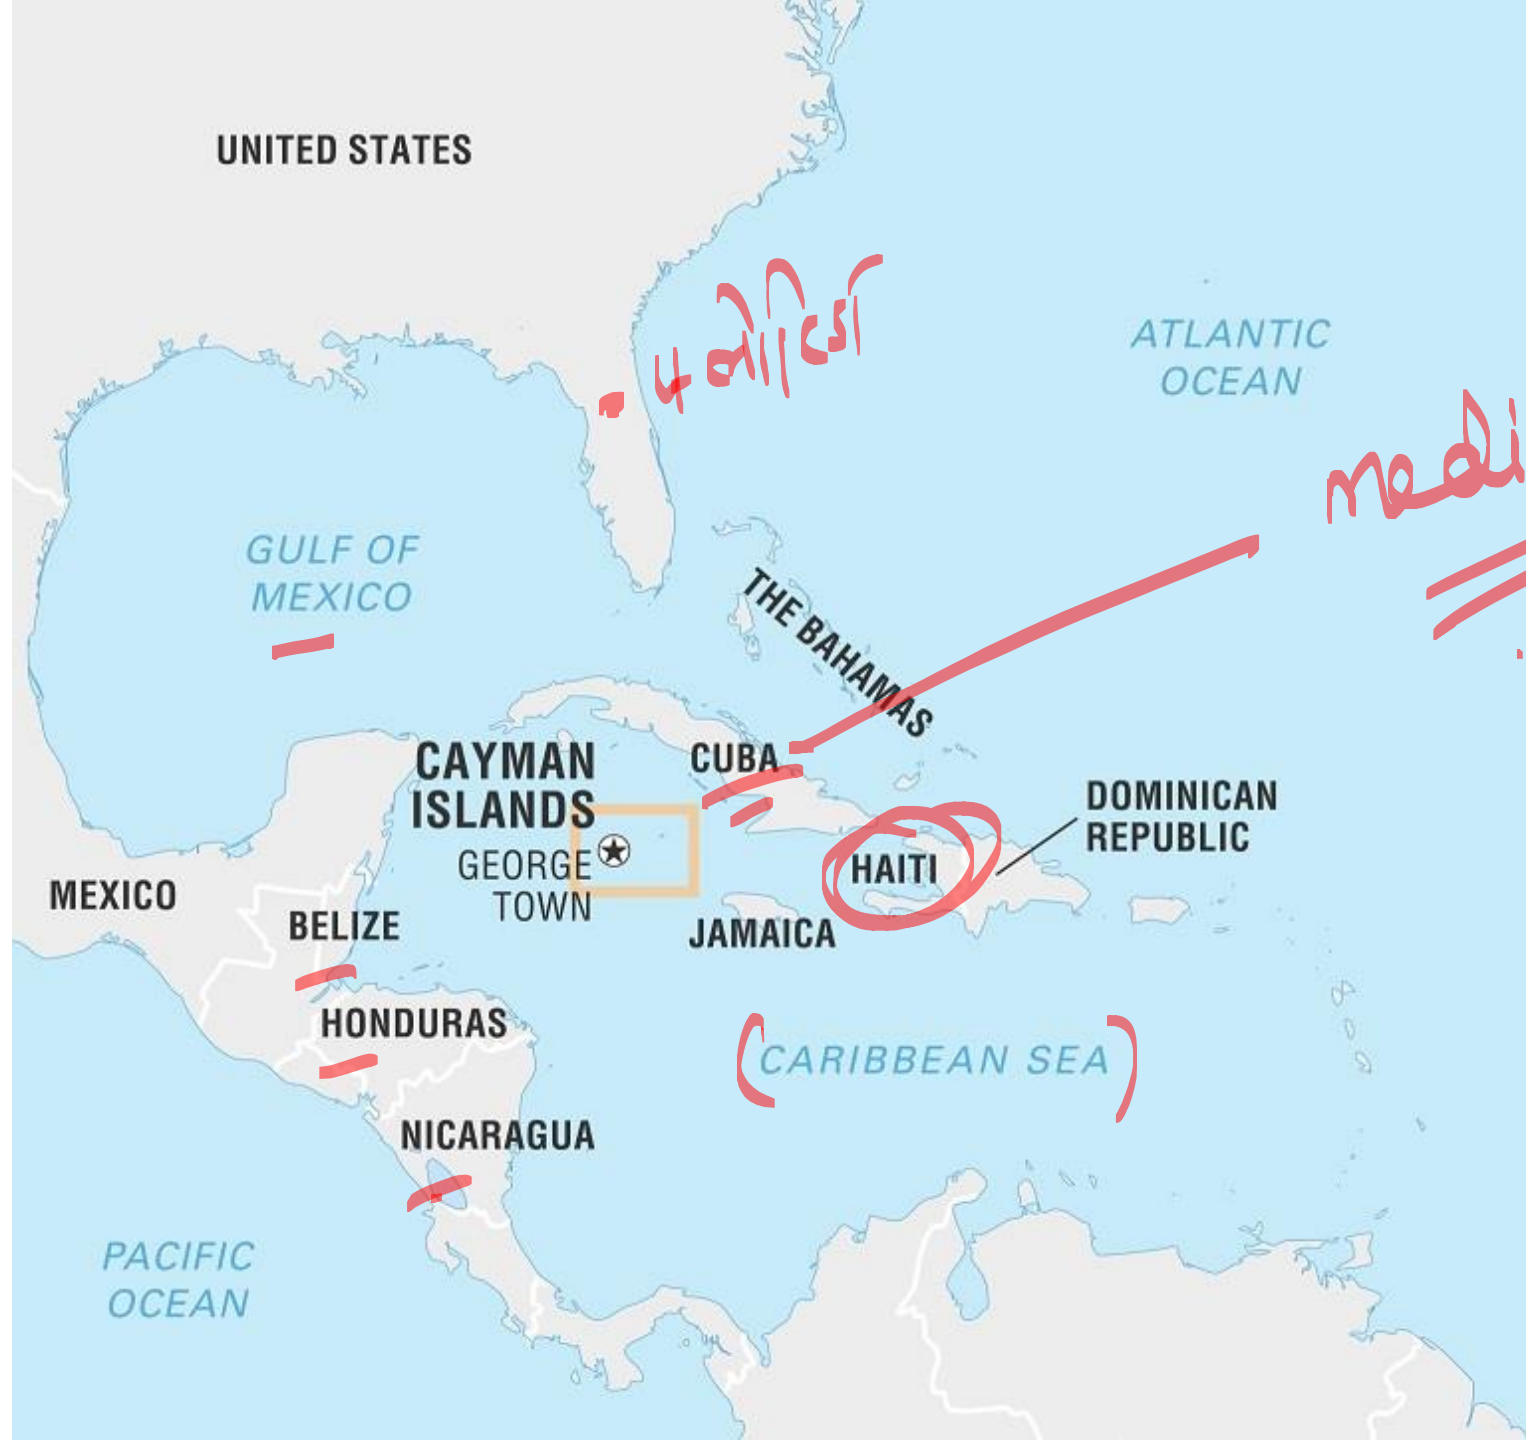 UNITED STATES
ATLANTIC
OCEAN
GULF OF
MEXICO
THE BAHAMAS
CAYMAN
ISLANDS
CUBA
GEORGE
TOWN
DOMINICAN
REPUBLIC
HAITI
MEXICO
BELIZE
JAMAICA
HONDURAS
(CARIBBEAN SEA)
NICARAGUA
PACIFIC
OCEAN